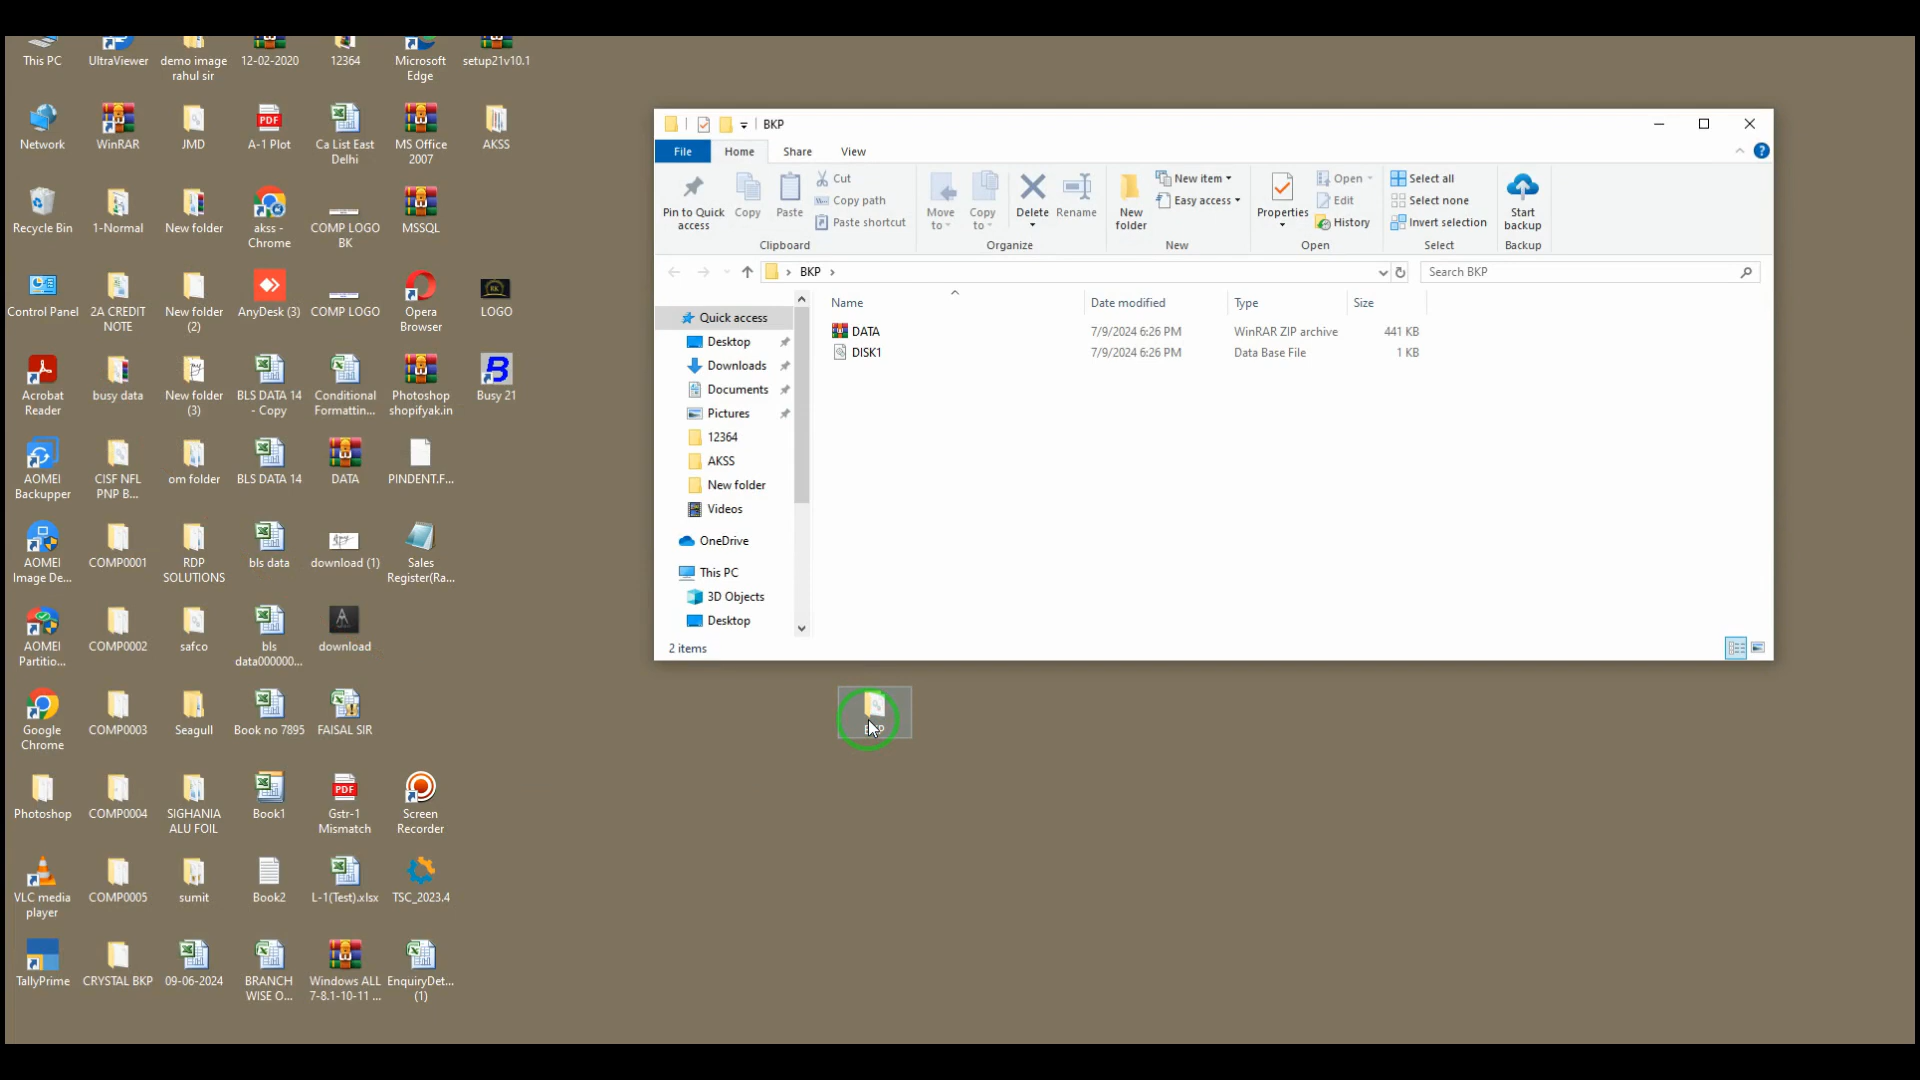 This PC
UltraViewer
demo image
rahul sir
12-02-2020
12364
Microsoft
Edge
setup21v10.1
Network
WinRAR
JMD
A-1 Plot
Ca List East
Delhi
MS Office
2007
AKSS
Recycle Bin
1-Normal
New folder
akss -
Chrome
COMP LOGO
BK
MSSQL
Control Panel
2A CREDIT
NOTE
New folder
(2)
AnyDesk (3)
COMP LOGO
Opera
Browser
LOGO
Acrobat
Reader
busy data
New folder
(3)
BLS DATA 14
- Copy
Conditional
Formattin...
Photoshop
shopifyak.in
Busy 21
AOMEI
Backupper
CISF NFL
PNP B...
om folder
BLS DATA 14
DATA
PINDENT.F...
AOMEI
Image De...
COMP0001
RDP
SOLUTIONS
bls data
download (1)
Sales
Register(Ra...
AOMEI
Partitio...
COMP0002
safco
bls
data000000...
download
Google
Chrome
COMP0003
Seagull
Book no 7895
FAISAL SIR
Photoshop
COMP0004
SIGHANIA
ALU FOIL
Book1
Gstr-1
Mismatch
Screen
Recorder
VLC media
player
COMP0005
sumit
Book2
L-1(Test).xlsx
TSC_2023.4
TallyPrime
CRYSTAL BKP
09-06-2024
BRANCH
WISE O...
Windows ALL
7-8.1-10-11 ...
EnquiryDet...
(1)
BKP
File
Home
Share
View
Pin to Quick
access
Copy
Paste
Cut
Copy path
Paste shortcut
Clipboard
Move
to
Copy
to
Delete
Rename
Organize
New
folder
New item
Easy access
New
Properties
Open
Edit
History
Open
Select all
Select none
Invert selection
Select
Start
backup
Backup
BKP
Search BKP
Name
Date modified
Type
Size
DATA
7/9/2024 6:26 PM
WinRAR ZIP archive
441 KB
DISK1
7/9/2024 6:26 PM
Data Base File
1 KB
Quick access
Desktop
Downloads
Documents
Pictures
12364
AKSS
New folder
Videos
OneDrive
This PC
3D Objects
Desktop
2 items